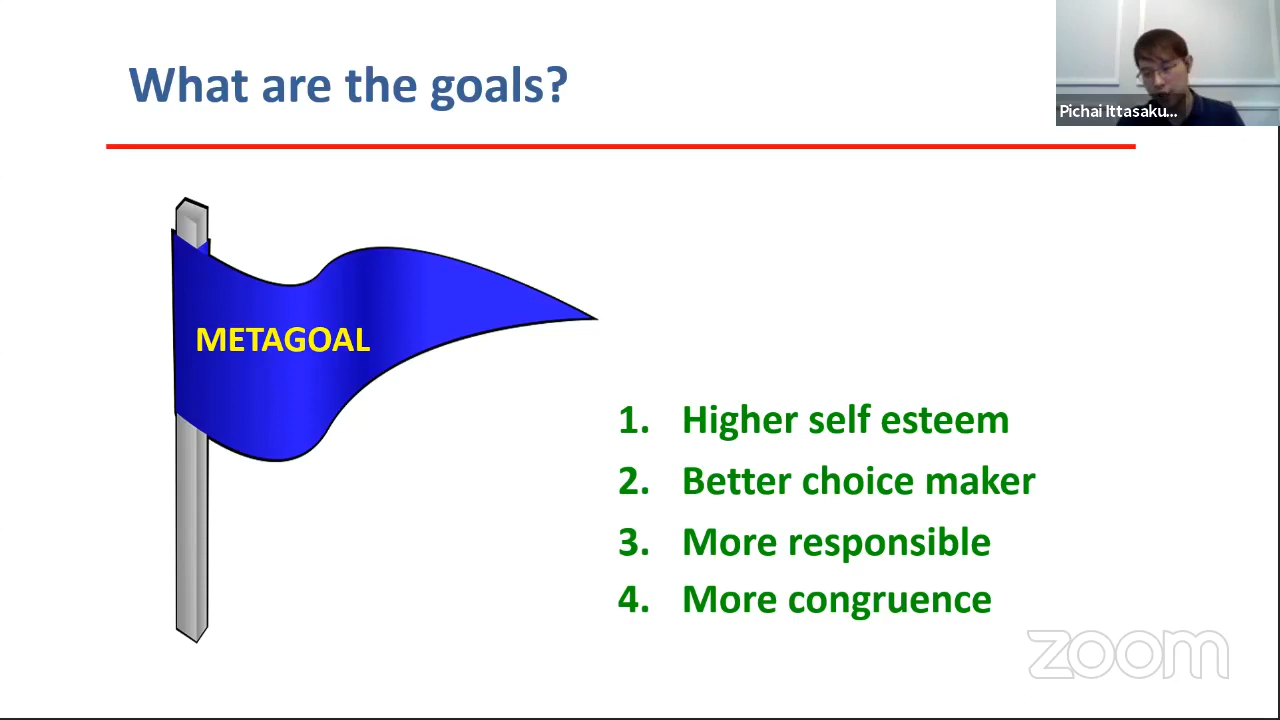 What are the goals?
Pichai Ittasaku...
METAGOAL
1. Higher self esteem
2. Better choice maker
3. More responsible
4. More congruence
zoom